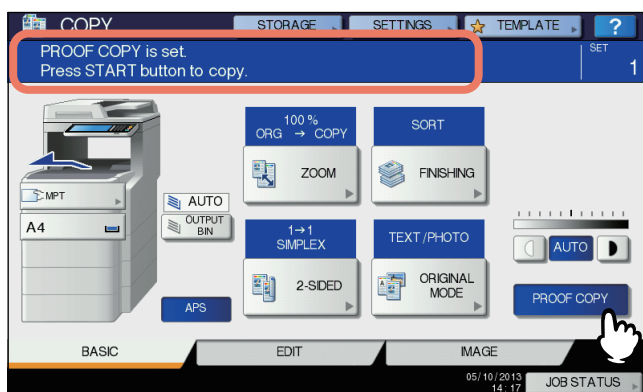 COPY
STORAGE
SETTINGS
TEMPLATE
?
PROOF COPY is set.
Press START button to copy.
SET
1
MPT
A4
AUTO
OUTPUT
BIN
APS
100 %
ORG → COPY
ZOOM
SORT
FINISHING
1→1
SIMPLEX
2-SIDED
TEXT/PHOTO
ORIGINAL
MODE
AUTO
PROOF COPY
BASIC
EDIT
IMAGE
05/10/2013
14:17
JOB STATUS